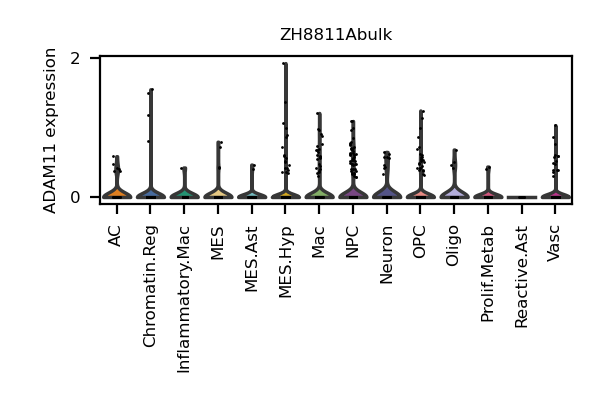 ZH8811Abulk
ADAM11 expression
2
0
AC
Chromatin.Reg
Inflammatory.Mac
MES
MES.Ast
MES.Hyp
Mac
NPC
Neuron
OPC
Oligo
Prolif.Metab
Reactive.Ast
Vasc